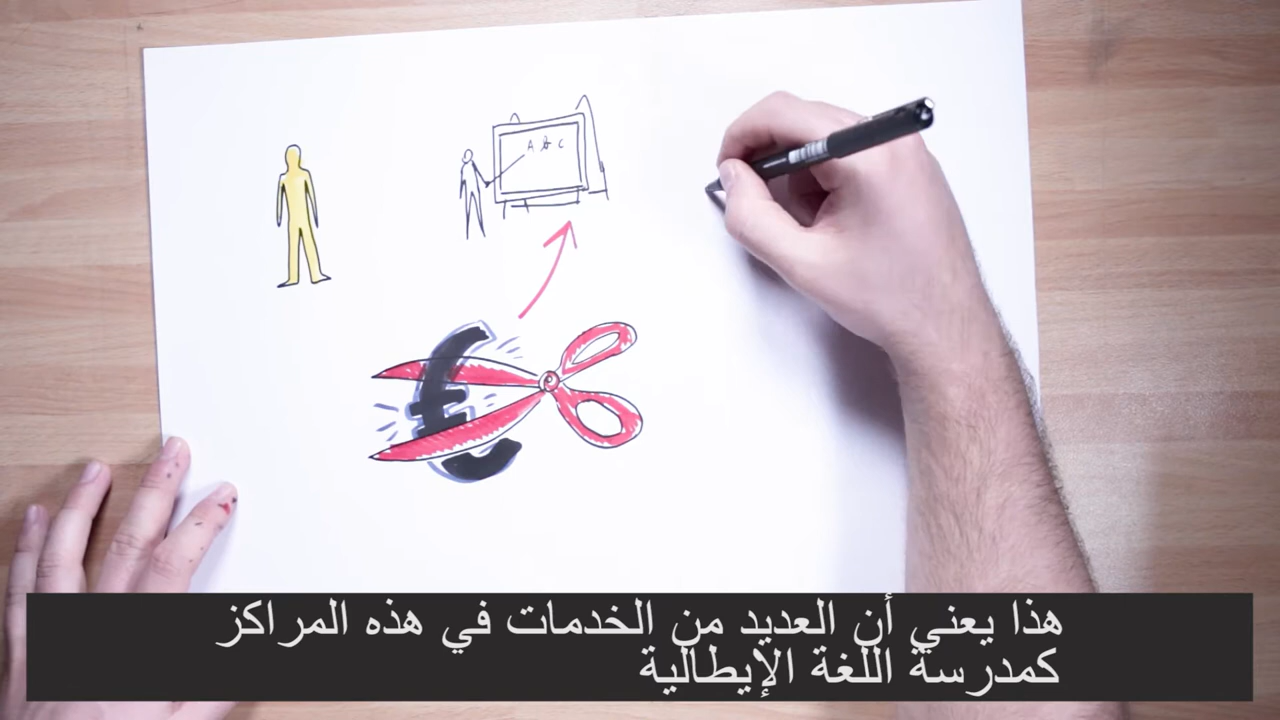 A B C
هذا يعني أن العديد من الخدمات في هذه المراكز
كمدرسة اللغة الإيطالية